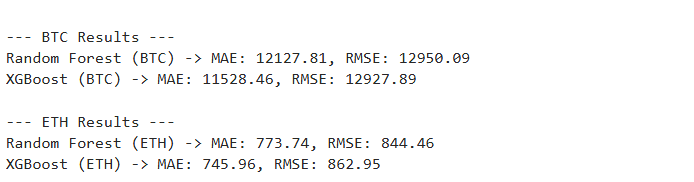 --- BTC Results ---
Random Forest (BTC) -> MAE: 12127.81, RMSE: 12950.09
XGBoost (BTC) -> MAE: 11528.46, RMSE: 12927.89
--- ETH Results ---
Random Forest (ETH) -> MAE: 773.74, RMSE: 844.46
XGBoost (ETH) -> MAE: 745.96, RMSE: 862.95